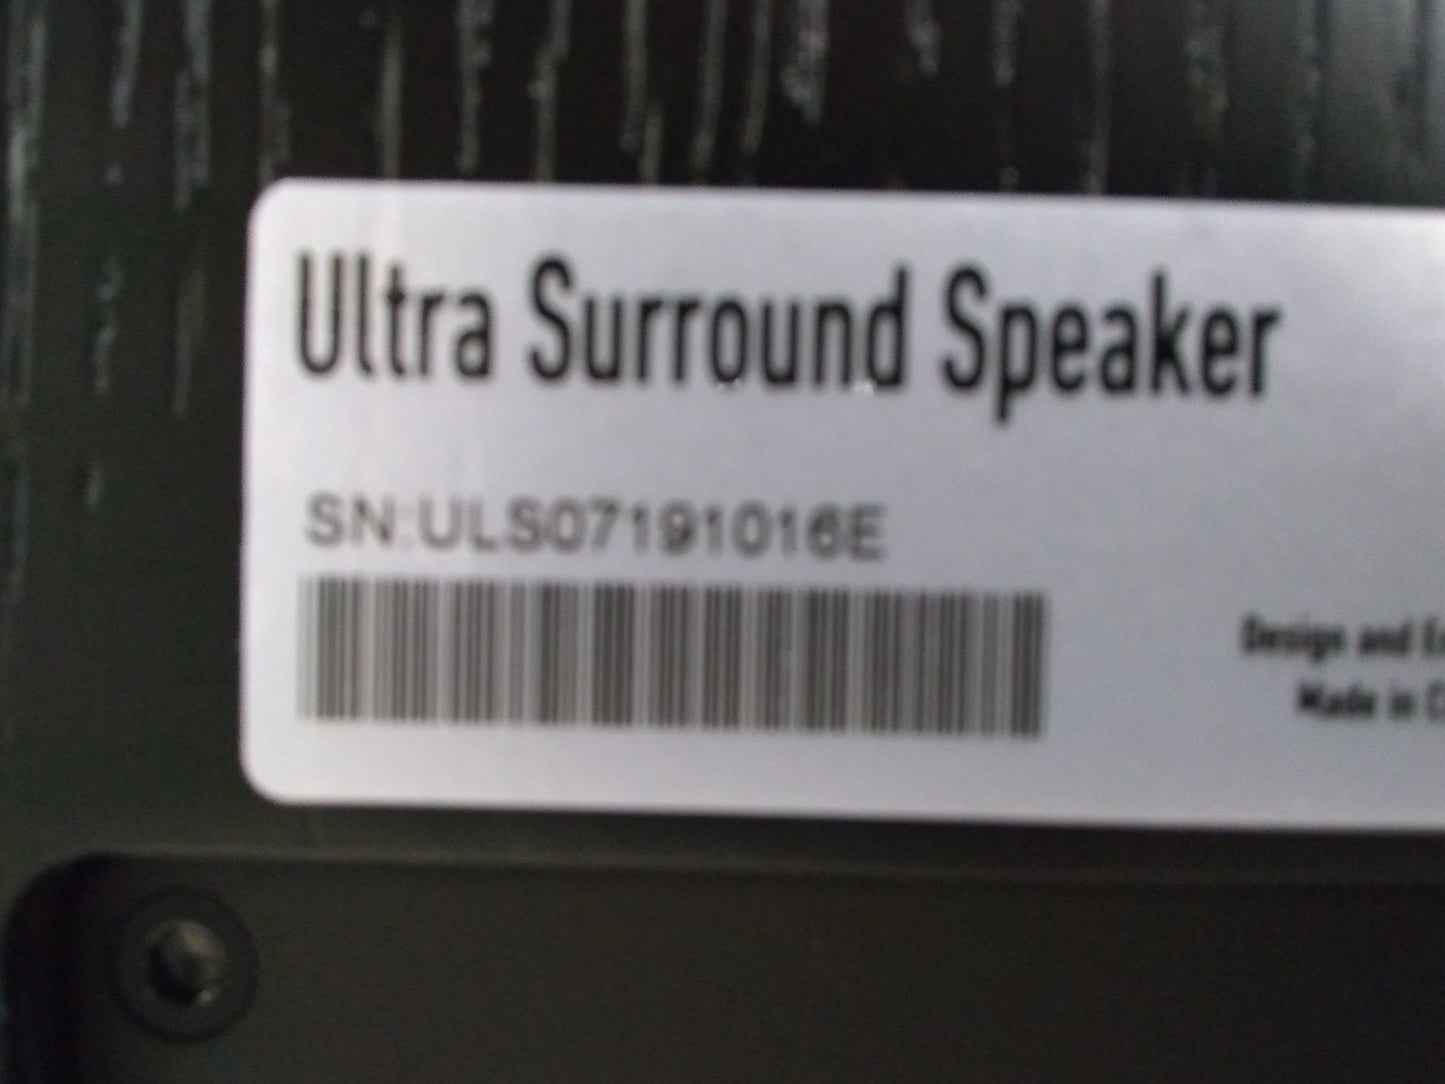 Ultra Surround Speaker
SN:ULS07191016E
Design and
Made in